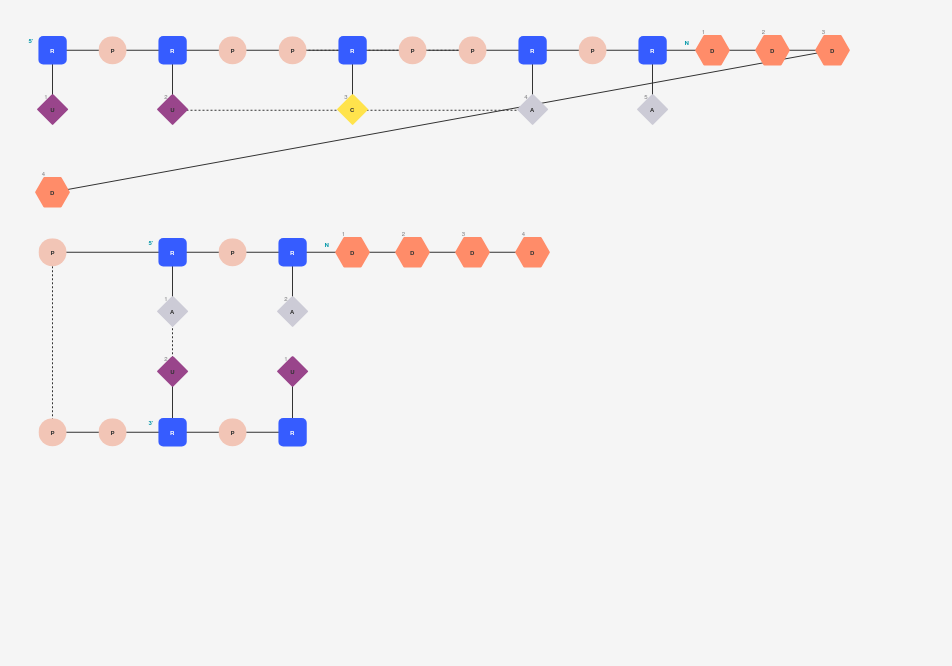 1 2 3
5' R P R P P R P P R P R N D D D
1 2 3 4 5
U U C A A
4
D
1 2 3 4
P 5' R P R N D D D D
1 2
A A
2 1
U U
P P 3' R P R